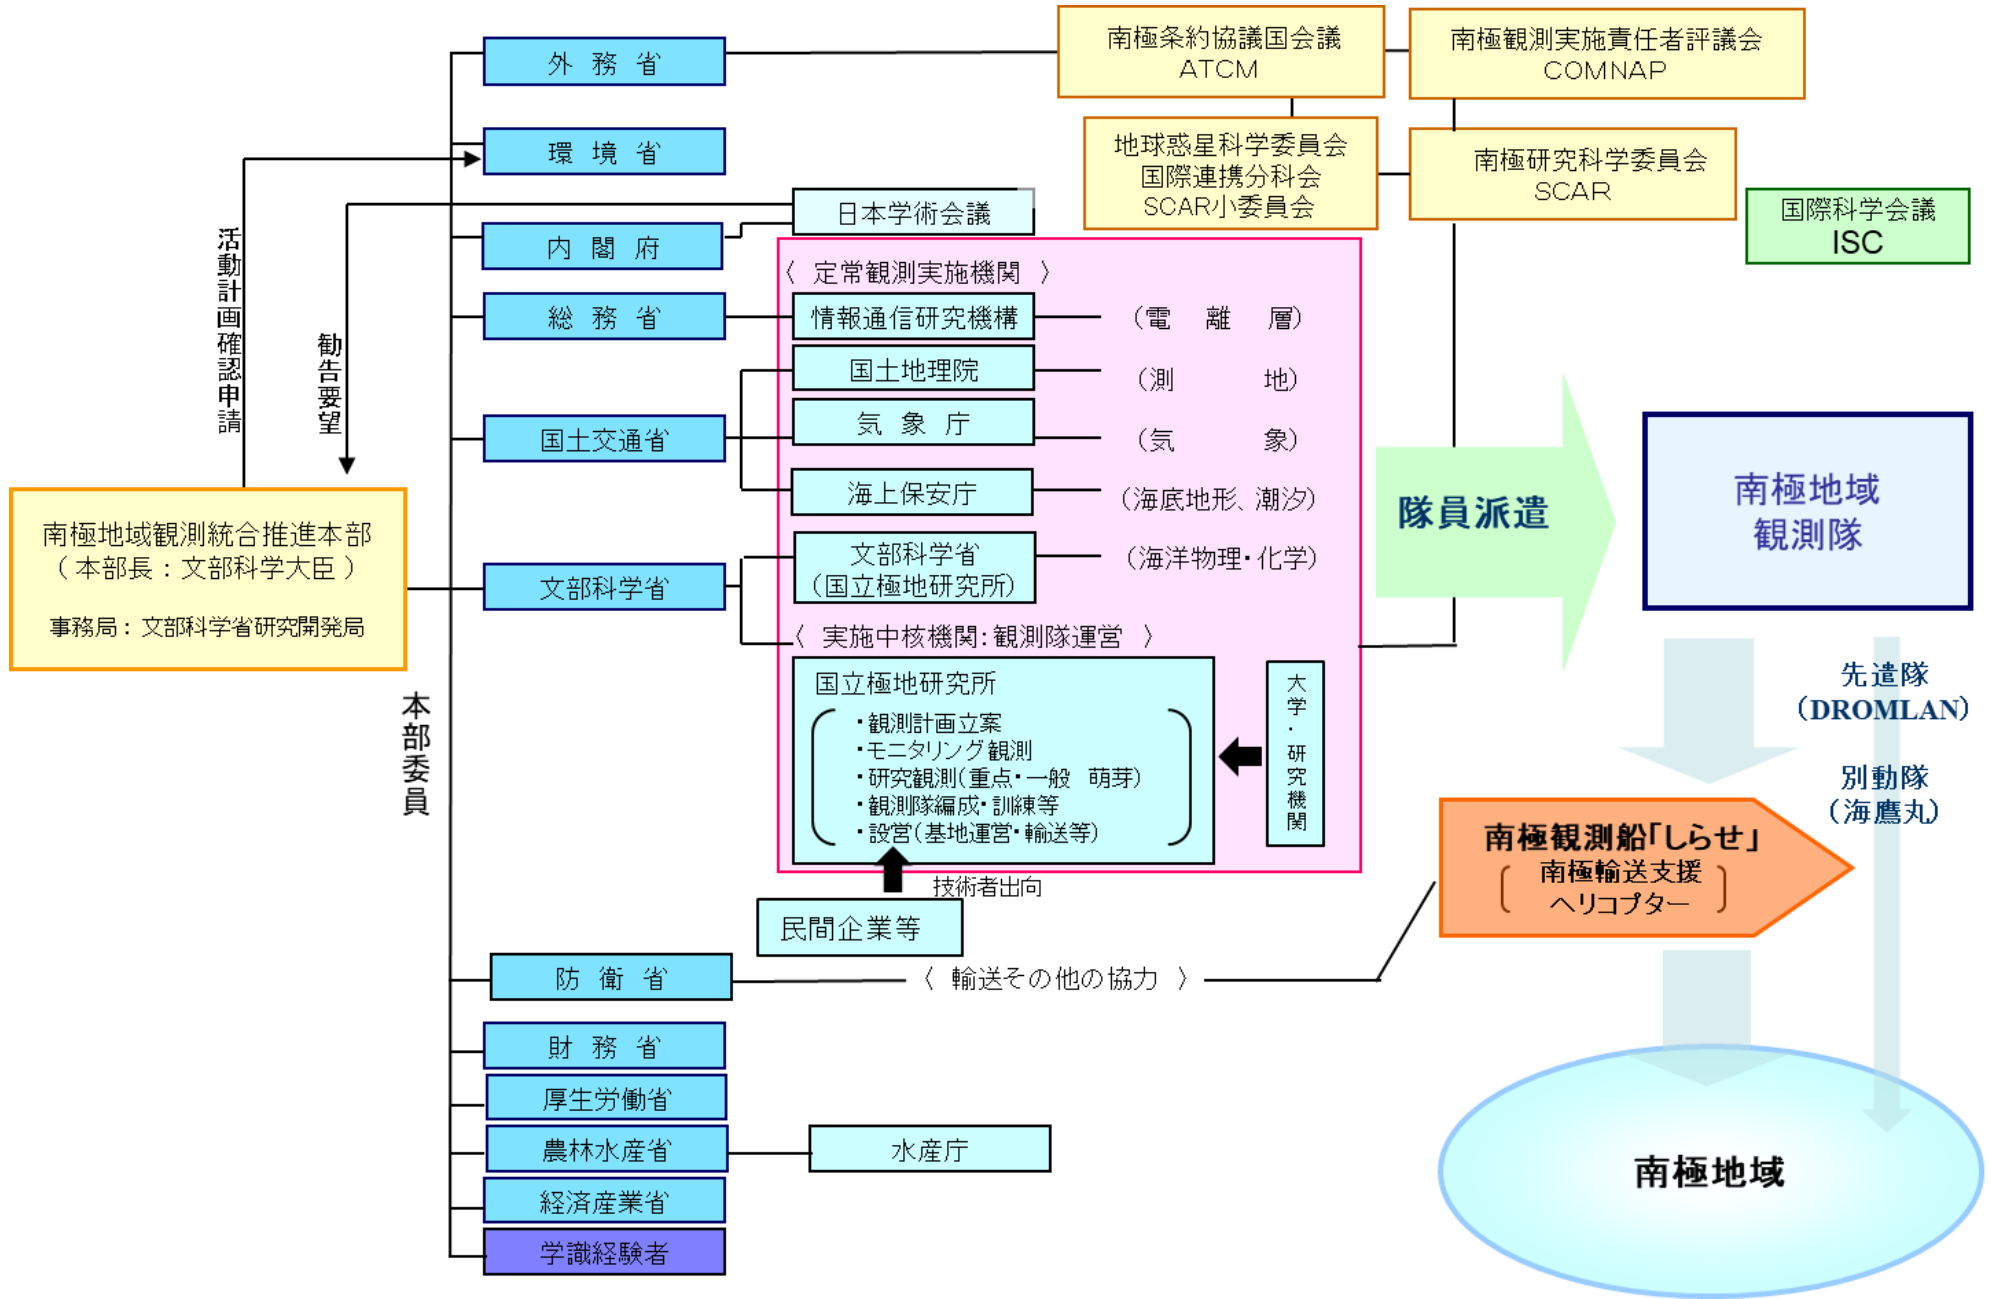 外務省
環境省
内閣府
総務省
国土交通省
文部科学省
防衛省
財務省
厚生労働省
農林水産省
経済産業省
学識経験者
活動計画確認申請
勧告要望
南極地域観測統合推進本部
(本部長:文部科学大臣)
事務局:文部科学省研究開発局
本部委員
南極条約協議国会議
ATCM
南極観測実施責任者評議会
COMNAP
地球惑星科学委員会
国際連携分科会
SCAR小委員会
南極研究科学委員会
SCAR
国際科学会議
ISC
日本学術会議
〈 定常観測実施機関 〉
情報通信研究機構
(電離層)
国土地理院
(測地)
気象庁
(気象)
海上保安庁
(海底地形、潮汐)
文部科学省
(国立極地研究所)
(海洋物理・化学)
〈 実施中核機関:観測隊運営 〉
国立極地研究所
・観測計画立案
・モニタリング観測
・研究観測(重点・一般 萌芽)
・観測隊編成・訓練等
・設営(基地運営・輸送等)
大学・研究機関
技術者出向
民間企業等
〈 輸送その他の協力 〉
水産庁
隊員派遣
南極地域
観測隊
先遣隊
(DROMLAN)
別動隊
(海鷹丸)
南極観測船「しらせ」
南極輸送支援
ヘリコプター
南極地域